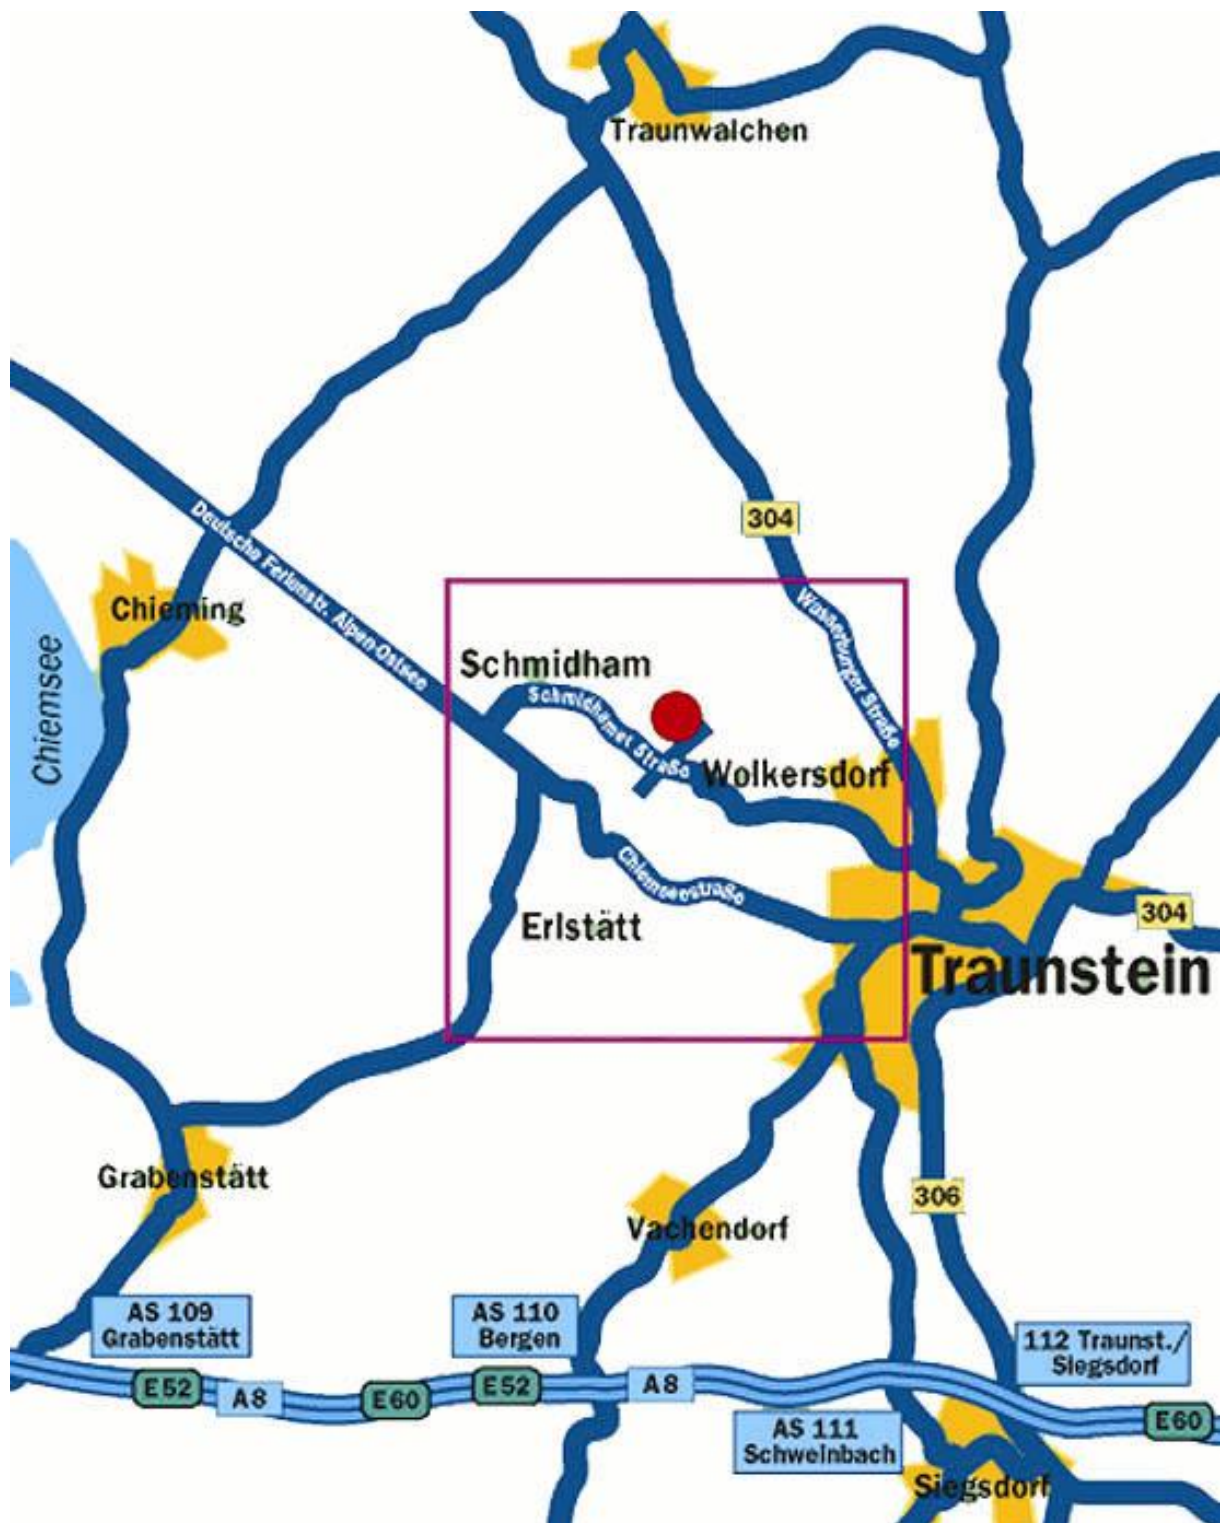 Traunwalchen
304
Deutsche Ferienstr. Alpen-Ostsee
Wasserburger Straße
Chieming
Chiemsee
Schmidham
Schmidhamer Straße
Wolkersdorf
Chiemseestraße
304
Erlstätt
Traunstein
Grabenstätt
306
Vachendorf
AS 109
Grabenstätt
AS 110
Bergen
112 Traunst./
Siegsdorf
E52
A8
E60
E52
A8
E60
AS 111
Schweinbach
Siegsdorf